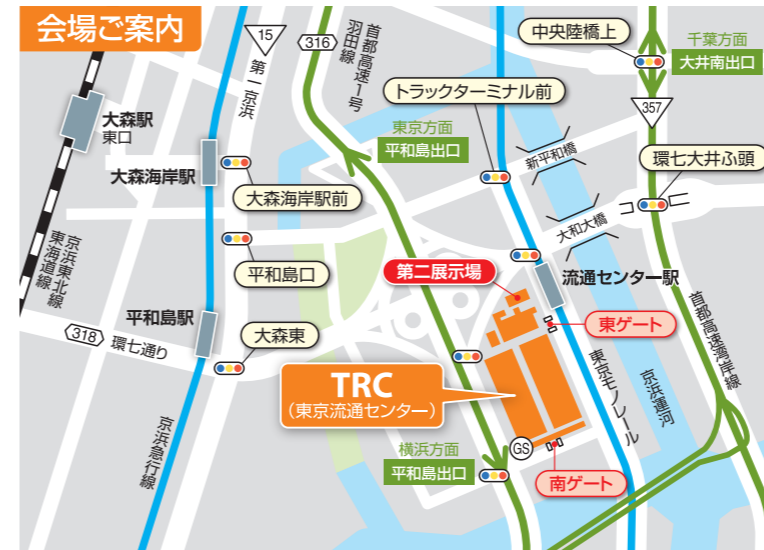 会場ご案内
15
第一京浜
316
首都高速1号
羽田線
中央陸橋上
千葉方面
大井南出口
トラックターミナル前
357
大森駅
東口
東京方面
平和島出口
新平和橋
環七大井ふ頭
大森海岸駅
大森海岸駅前
大和大橋
京浜東北線
東海道線
平和島口
第二展示場
流通センター駅
平和島駅
318
環七通り
大森東
東ゲート
首都高速湾岸線
TRC
(東京流通センター)
東京モノレール
京浜運河
京浜急行線
横浜方面
平和島出口
GS
南ゲート